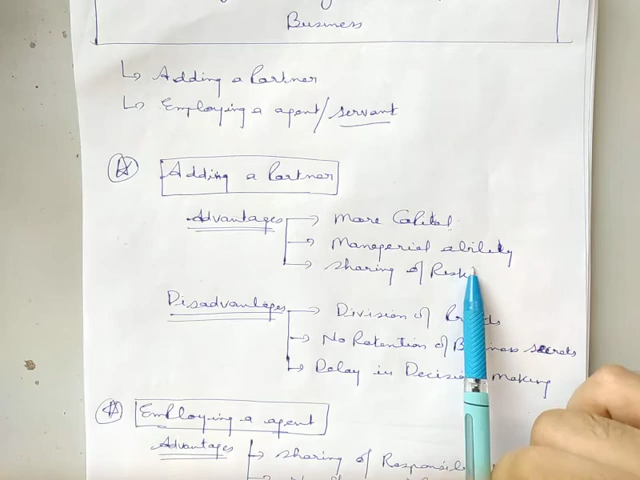 Business
↳ Adding a Partner
↳ Employing a agent/servant
A Adding a Partner
Advantages → More Capital.
→ Managerial ability
→ Sharing of Risk
Disadvantages → Division of
→ No Retention of Business secrets
→ Delay in Decision Making
Employing a agent
Advantages → Sharing of